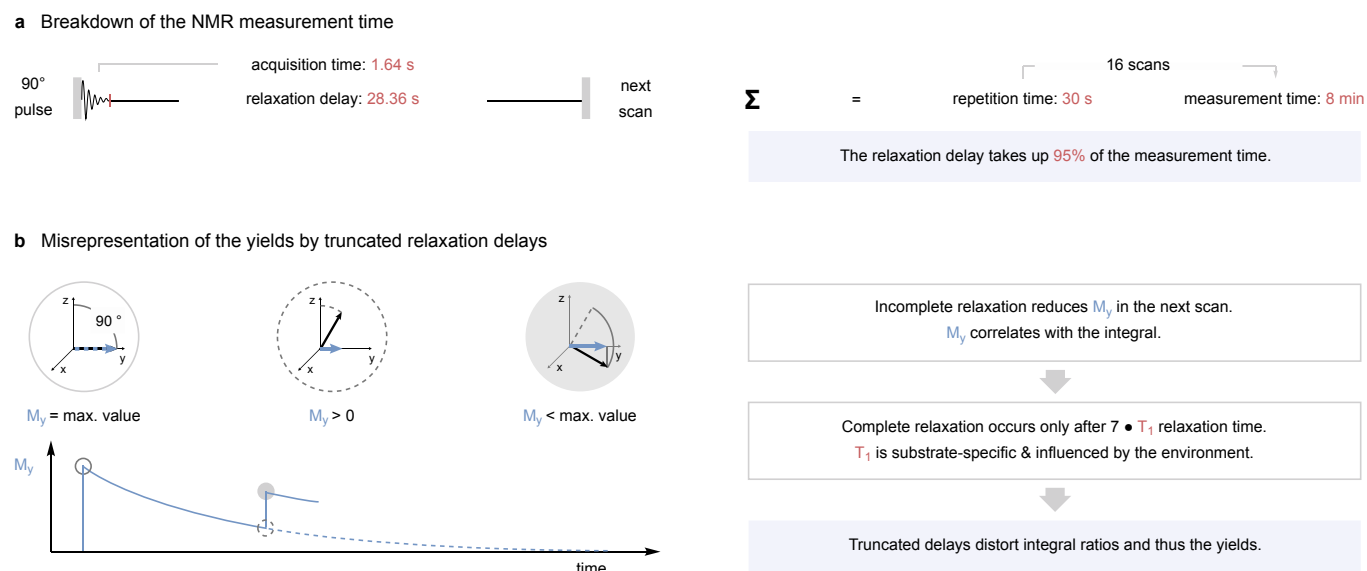 a Breakdown of the NMR measurement time
90°
pulse
acquisition time: 1.64 s
relaxation delay: 28.36 s
next
scan
Σ
=
16 scans
repetition time: 30 s
measurement time: 8 min
The relaxation delay takes up 95% of the measurement time.
b Misrepresentation of the yields by truncated relaxation delays
z
90 °
y
x
z
y
x
z
y
x
My = max. value
My > 0
My < max. value
My
time
Incomplete relaxation reduces My in the next scan.
My correlates with the integral.
Complete relaxation occurs only after 7 ● T1 relaxation time.
T1 is substrate-specific & influenced by the environment.
Truncated delays distort integral ratios and thus the yields.